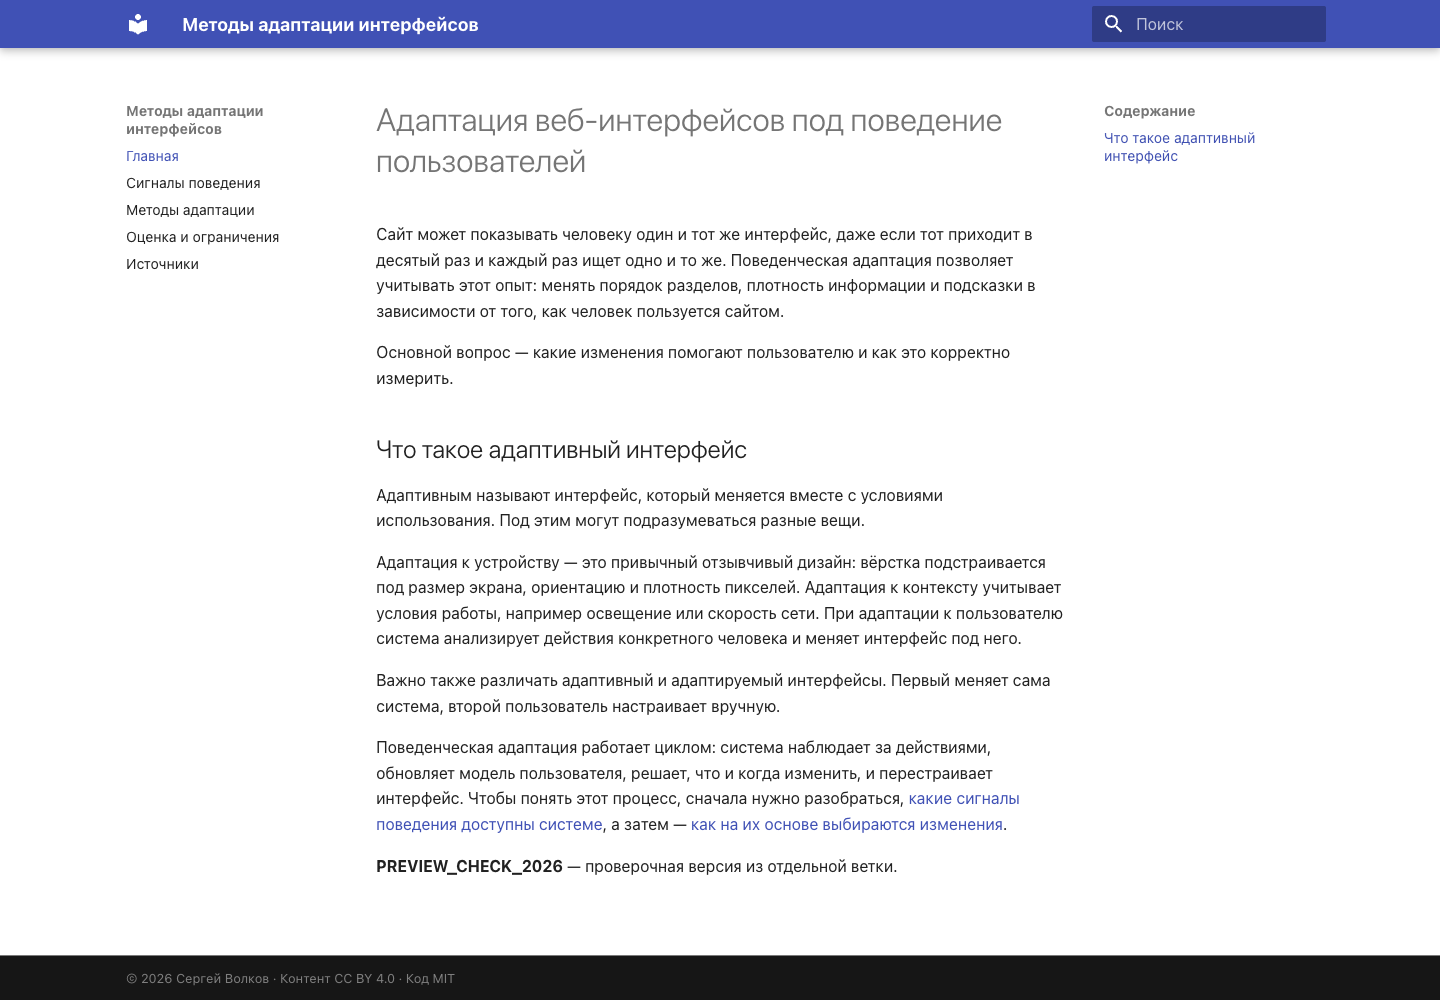 Методы адаптации интерфейсов
Поиск
Методы адаптации
интерфейсов
Главная
Сигналы поведения
Методы адаптации
Оценка и ограничения
Источники
Адаптация веб-интерфейсов под поведение
пользователей
Сайт может показывать человеку один и тот же интерфейс, даже если тот приходит в
десятый раз и каждый раз ищет одно и то же. Поведенческая адаптация позволяет
учитывать этот опыт: менять порядок разделов, плотность информации и подсказки в
зависимости от того, как человек пользуется сайтом.
Основной вопрос — какие изменения помогают пользователю и как это корректно
измерить.
Что такое адаптивный интерфейс
Адаптивным называют интерфейс, который меняется вместе с условиями
использования. Под этим могут подразумеваться разные вещи.
Адаптация к устройству — это привычный отзывчивый дизайн: вёрстка подстраивается
под размер экрана, ориентацию и плотность пикселей. Адаптация к контексту учитывает
условия работы, например освещение или скорость сети. При адаптации к пользователю
система анализирует действия конкретного человека и меняет интерфейс под него.
Важно также различать адаптивный и адаптируемый интерфейсы. Первый меняет сама
система, второй пользователь настраивает вручную.
Поведенческая адаптация работает циклом: система наблюдает за действиями,
обновляет модель пользователя, решает, что и когда изменить, и перестраивает
интерфейс. Чтобы понять этот процесс, сначала нужно разобраться, какие сигналы
поведения доступны системе, а затем — как на их основе выбираются изменения.
PREVIEW_CHECK_2026 — проверочная версия из отдельной ветки.
Содержание
Что такое адаптивный
интерфейс
© 2026 Сергей Волков · Контент CC BY 4.0 · Код MIT